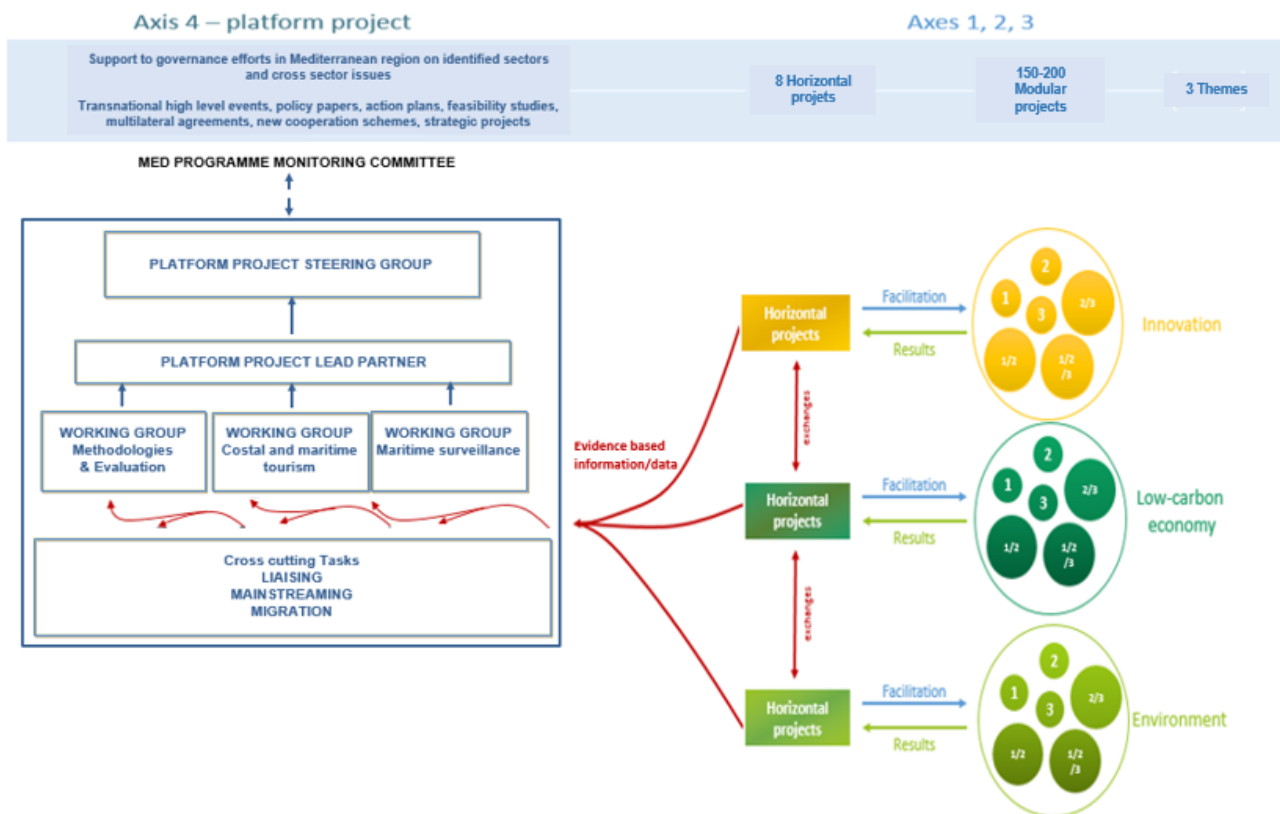 Axis 4 – platform project
Axes 1, 2, 3
Support to governance efforts in Mediterranean region on identified sectors
and cross sector issues
Transnational high level events, policy papers, action plans, feasibility studies,
multilateral agreements, new cooperation schemes, strategic projects
8 Horizontal
projets
150-200
Modular
projects
3 Themes
MED PROGRAMME MONITORING COMMITTEE
PLATFORM PROJECT STEERING GROUP
PLATFORM PROJECT LEAD PARTNER
WORKING GROUP
Methodologies
& Evaluation
WORKING GROUP
Costal and maritime
tourism
WORKING GROUP
Maritime surveillance
Cross cutting Tasks
LIAISING
MAINSTREAMING
MIGRATION
Evidence based
information/data
Horizontal
projects
Facilitation
Results
2
1
3
2/3
1/2
1/2
/3
Innovation
exchanges
Horizontal
projects
Facilitation
Results
2
1
3
2/3
1/2
1/2
/3
Low-carbon
economy
exchanges
Horizontal
projects
Facilitation
Results
2
1
3
2/3
1/2
1/2
/3
Environment